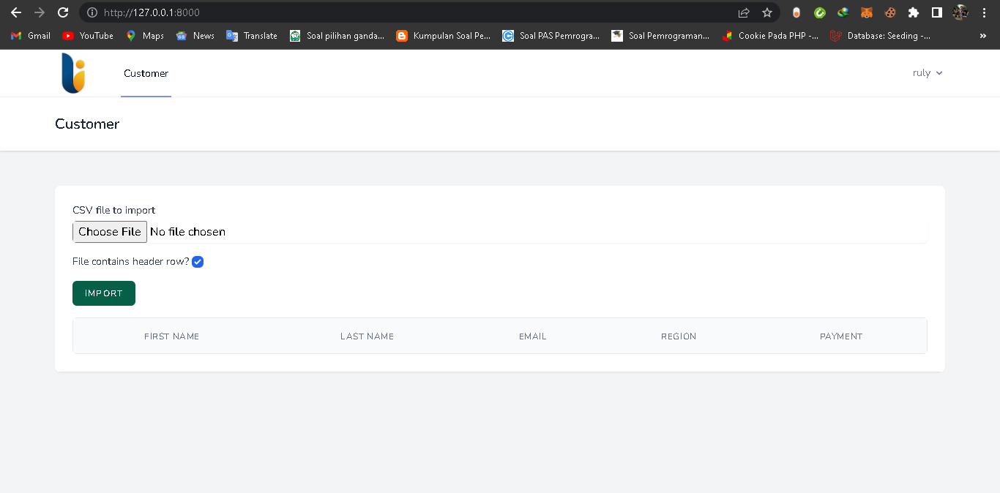 http://127.0.0.1:8000
Gmail YouTube Maps News Translate Soal pilihan ganda... Kumpulan Soal Pe... Soal PAS Pemrogra... Soal Pemrograman... Cookie Pada PHP -... Database: Seeding -... »
Customer ruly
Customer
CSV file to import
Choose File No file chosen
File contains header row?
IMPORT
FIRST NAME LAST NAME EMAIL REGION PAYMENT